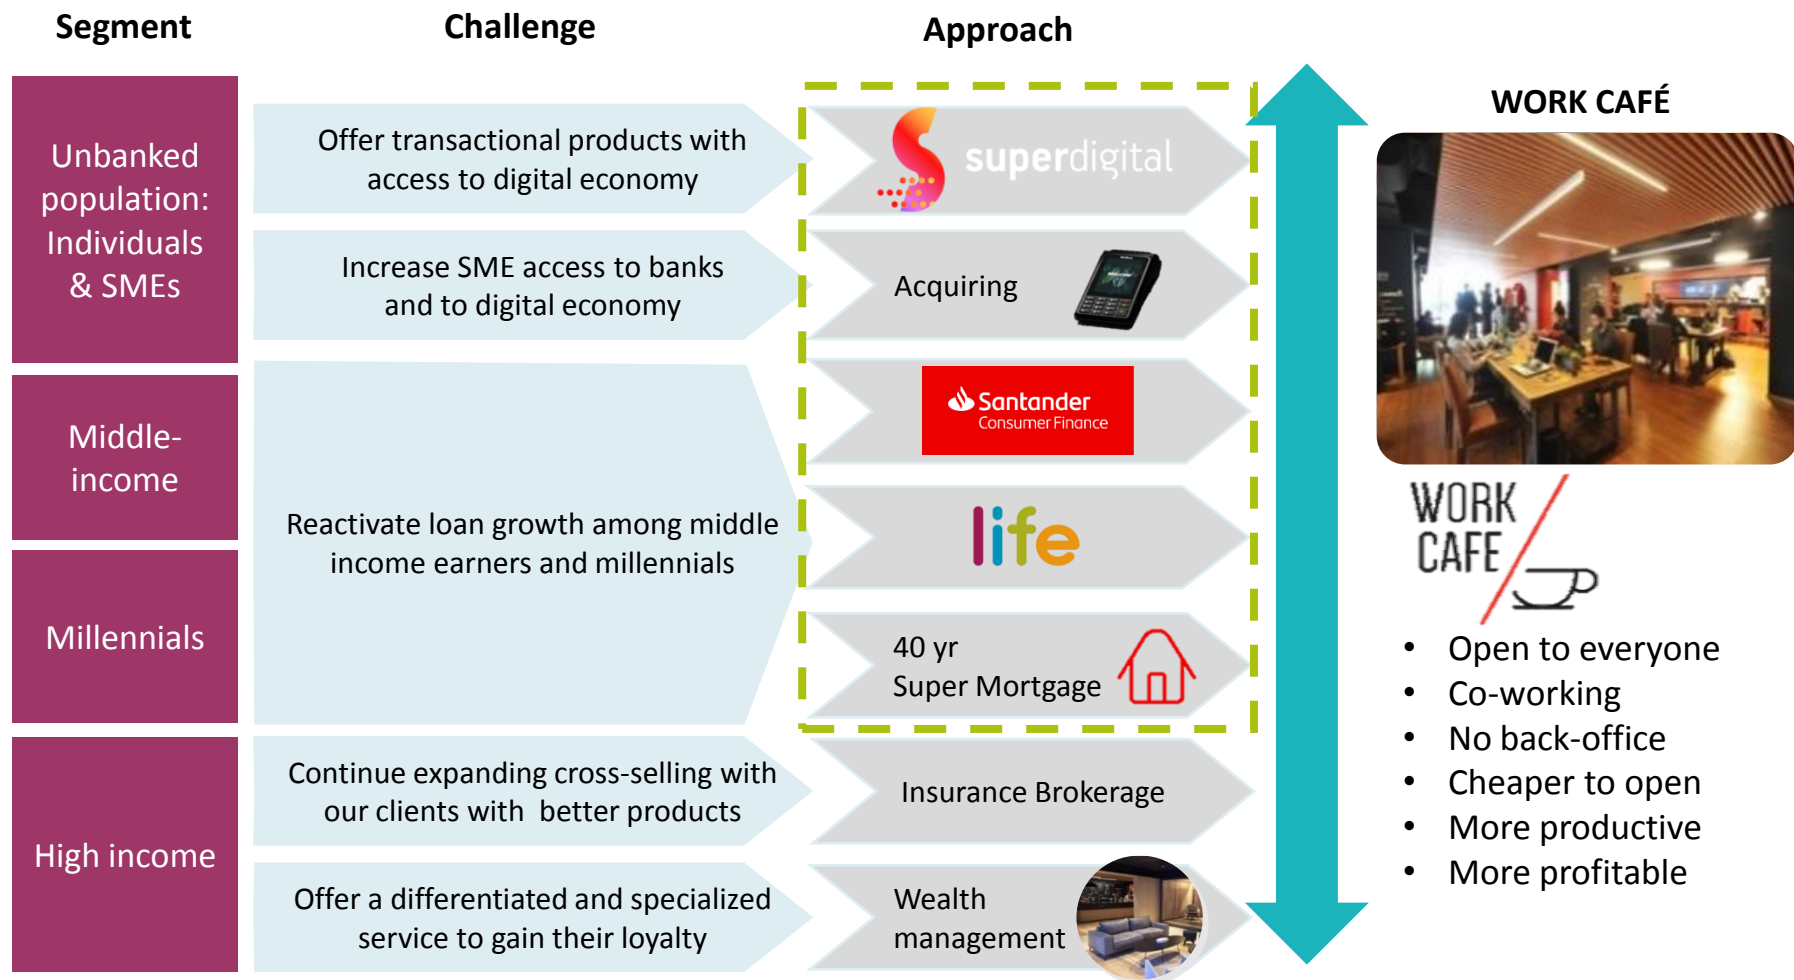 Segment
Challenge
Approach
Unbanked
population:
Individuals
& SMEs
Offer transactional products with
access to digital economy
superdigital
Increase SME access to banks
and to digital economy
Acquiring
Middle-
income
Millennials
Reactivate loan growth among middle
income earners and millennials
Santander
Consumer Finance
life
40 yr
Super Mortgage
High income
Continue expanding cross-selling with
our clients with better products
Insurance Brokerage
Offer a differentiated and specialized
service to gain their loyalty
Wealth
management
WORK CAFÉ
WORK
CAFE
• Open to everyone
• Co-working
• No back-office
• Cheaper to open
• More productive
• More profitable